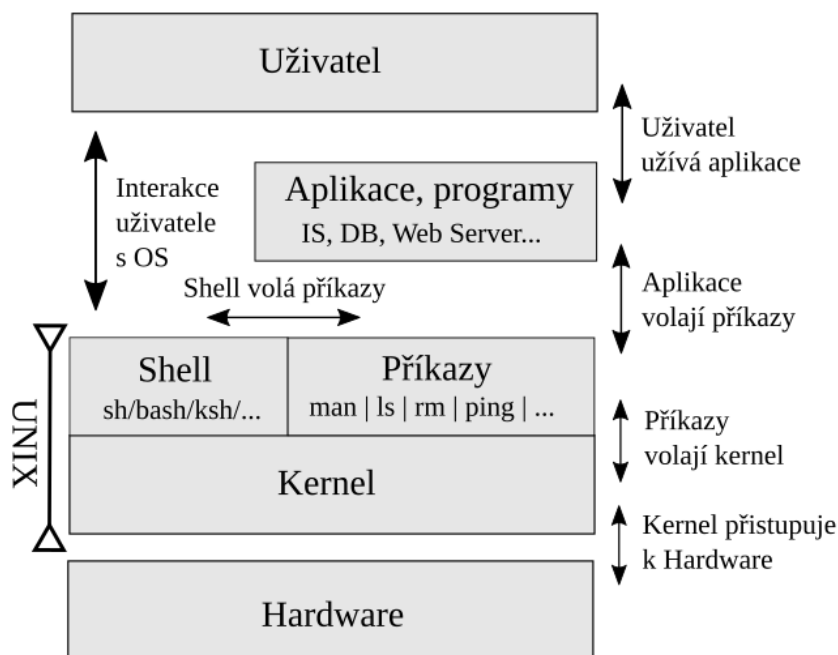 Uživatel
Uživatel
užívá aplikace
Interakce
uživatele
s OS
Aplikace, programy
IS, DB, Web Server...
Shell volá příkazy
Aplikace
volají příkazy
UNIX
Shell
sh/bash/ksh/...
Příkazy
man | ls | rm | ping | ...
Příkazy
volají kernel
Kernel
Kernel přistupuje
k Hardware
Hardware